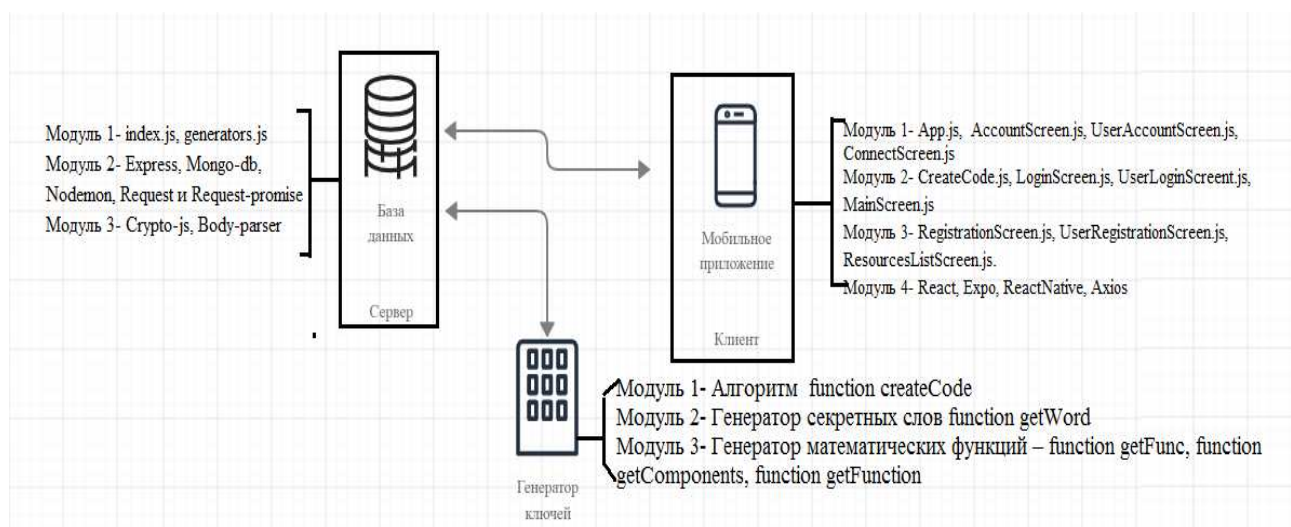 Модуль 1- index.js, generators.js
Модуль 2- Express, Mongo-db,
Nodemon, Request и Request-promise
Модуль 3- Crypto-js, Body-parser
База
данных
Сервер
Мобильное
приложение
Клиент
Модуль 1- App.js, AccountScreen.js, UserAccountScreen.js,
ConnectScreen.js
Модуль 2- CreateCode.js, LoginScreen.js, UserLoginScreent.js,
MainScreen.js
Модуль 3- RegistrationScreen.js, UserRegistrationScreen.js,
ResourcesListScreen.js.
Модуль 4- React, Expo, ReactNative, Axios
Генератор
ключей
Модуль 1- Алгоритм function createCode
Модуль 2- Генератор секретных слов function getWord
Модуль 3- Генератор математических функций – function getFunc, function
getComponents, function getFunction